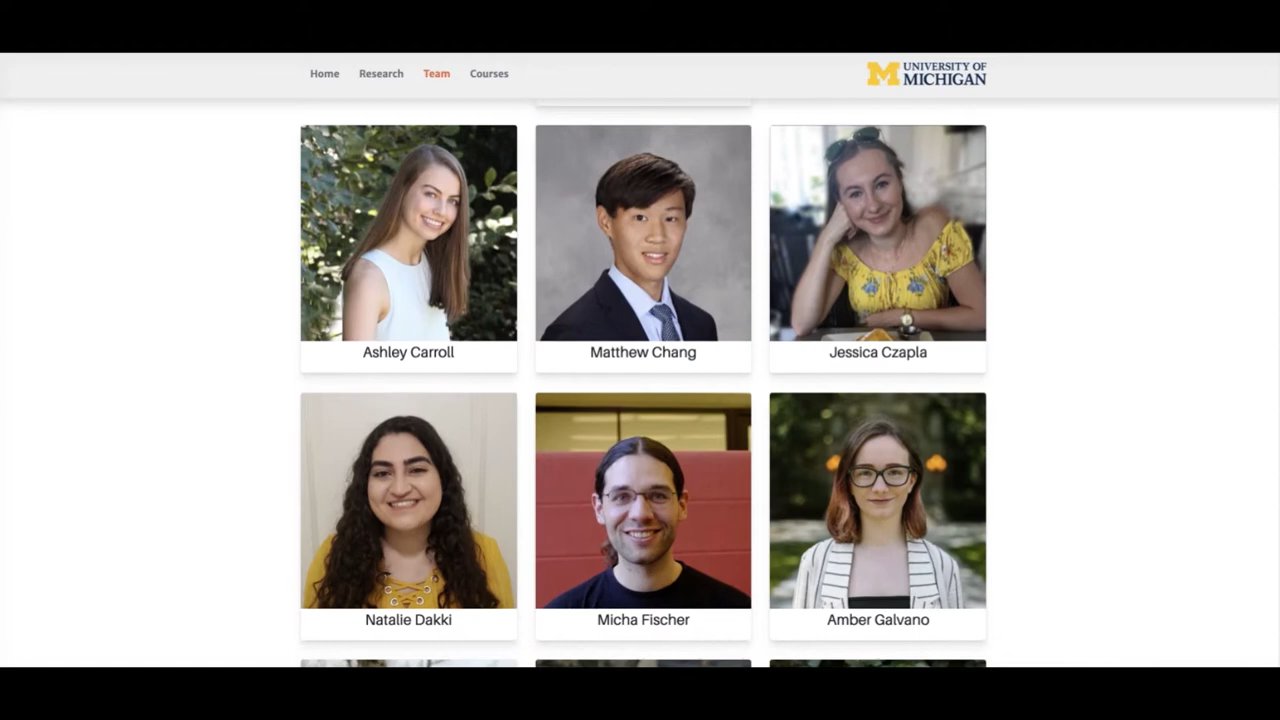 Home Research Team Courses
M UNIVERSITY OF
MICHIGAN
Ashley Carroll Matthew Chang Jessica Czapla
Natalie Dakki Micha Fischer Amber Galvano